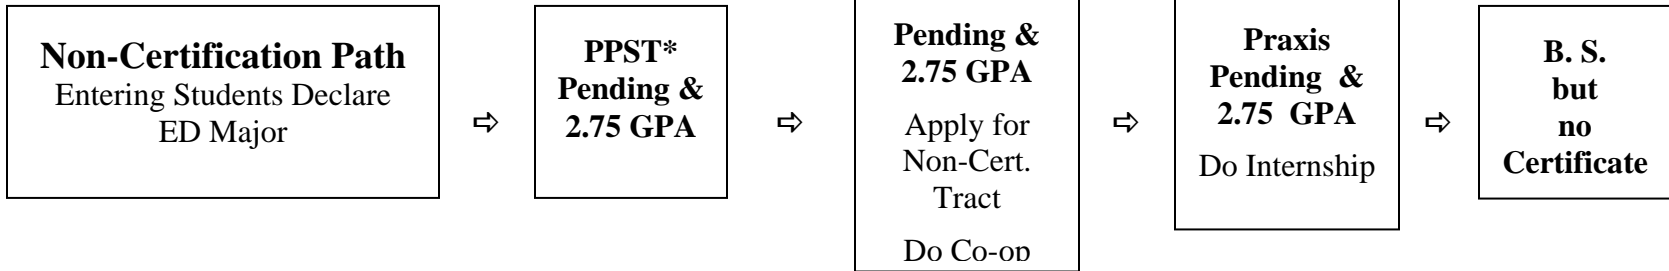 Non-Certification Path
Entering Students Declare
ED Major
⇨
PPST*
Pending &
2.75 GPA
⇨
Pending &
2.75 GPA
Apply for
Non-Cert.
Tract
Do Co-op
⇨
Praxis
Pending &
2.75 GPA
Do Internship
⇨
B. S.
but
no
Certificate